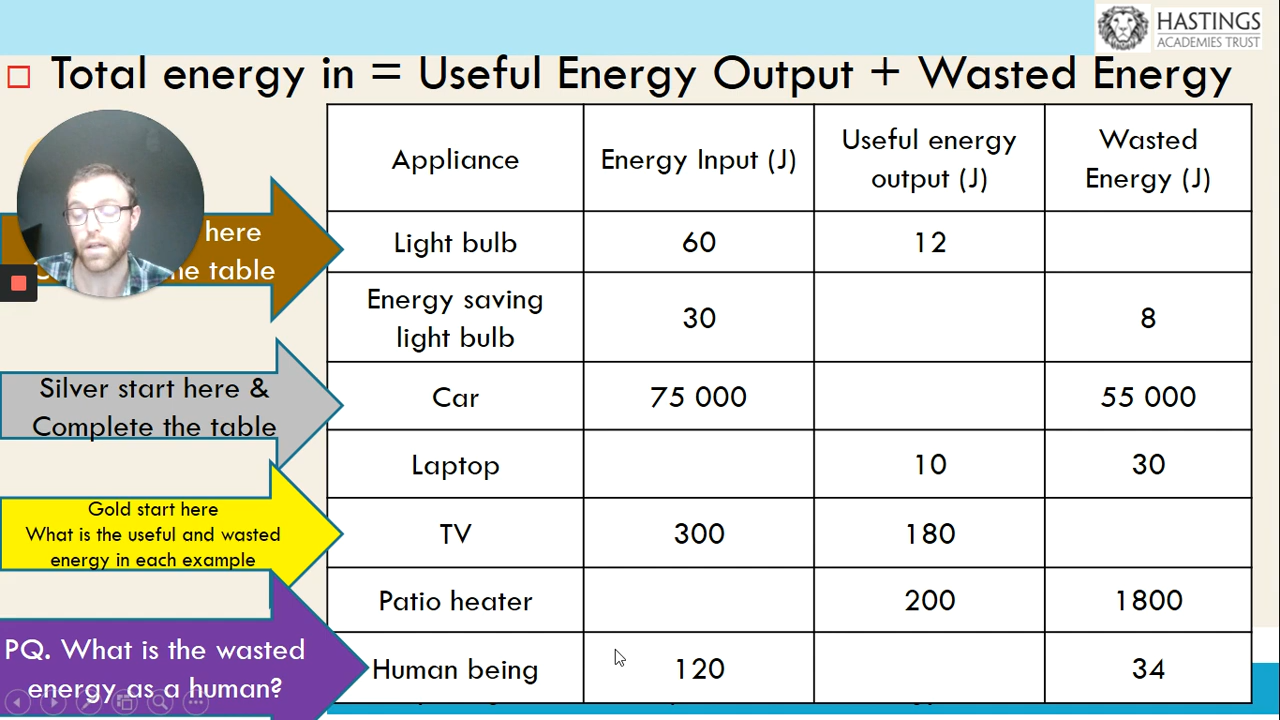 HASTINGS
ACADEMIES TRUST
Total energy in = Useful Energy Output + Wasted Energy
here
the table
Silver start here &
Complete the table
Gold start here
What is the useful and wasted
energy in each example
PQ. What is the wasted
energy as a human?
Appliance Energy Input (J) Useful energy output (J) Wasted Energy (J)
Light bulb 60 12
Energy saving light bulb 30 8
Car 75 000 55 000
Laptop 10 30
TV 300 180
Patio heater 200 1800
Human being 120 34